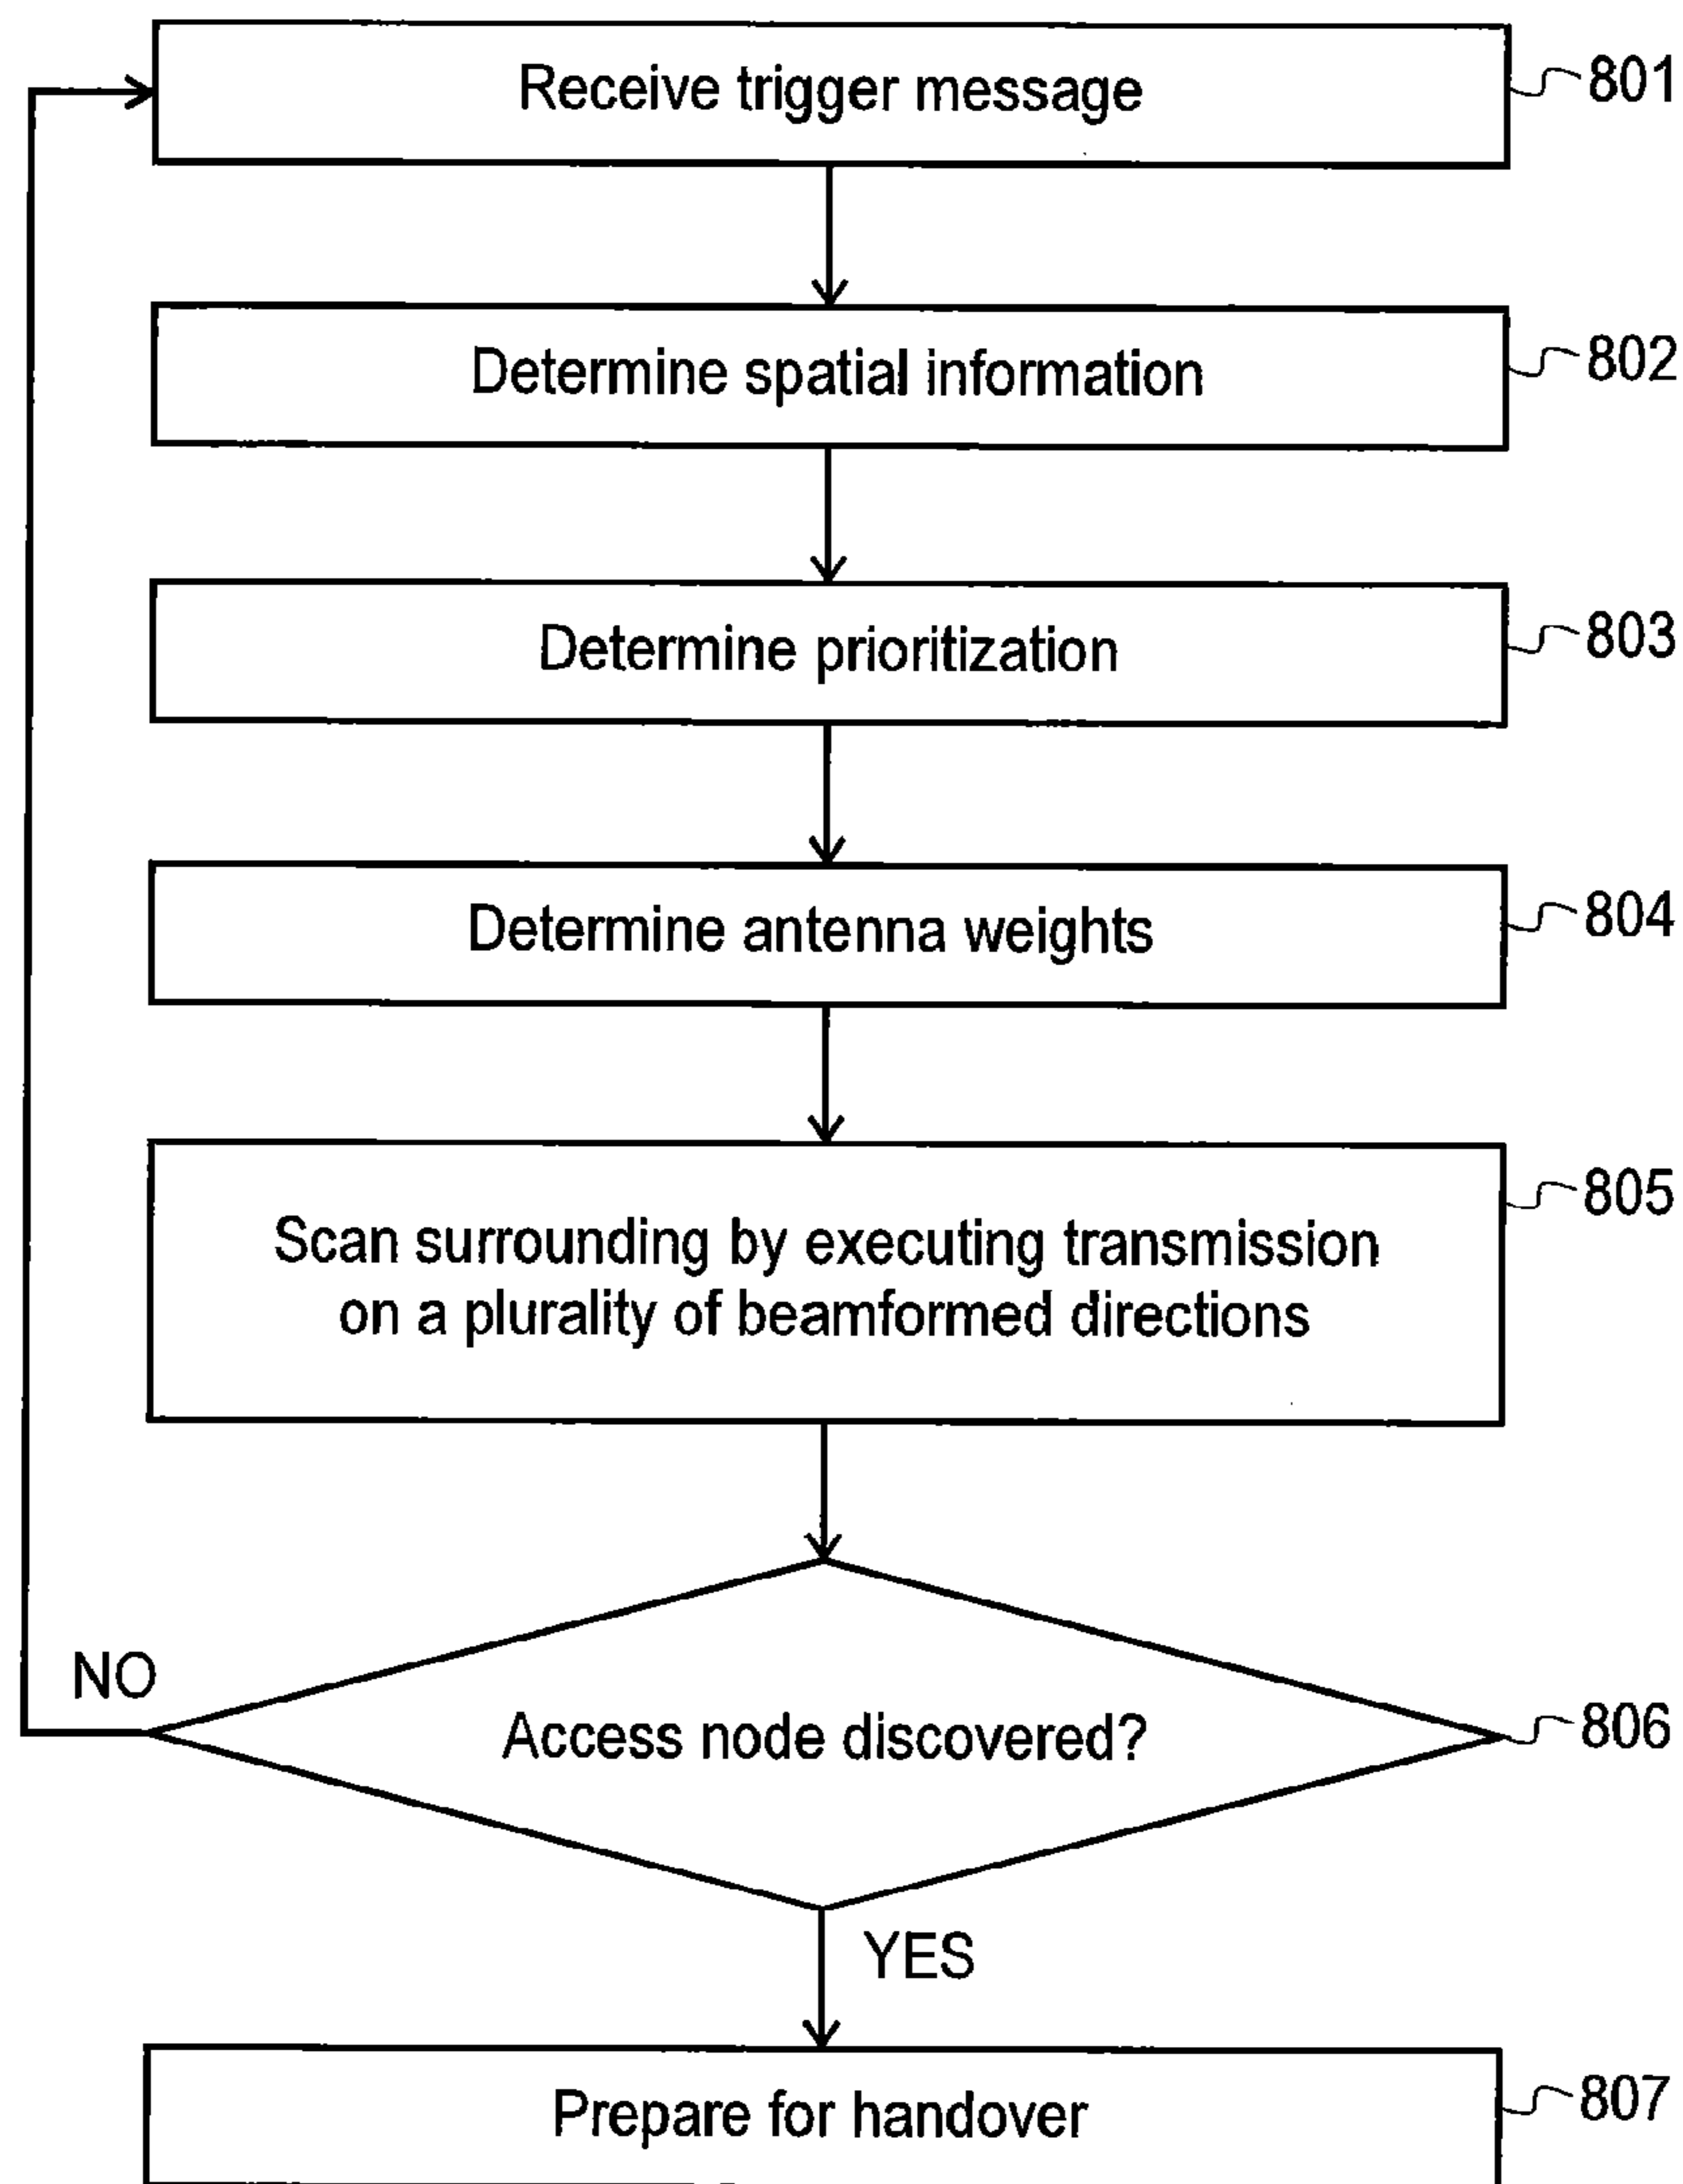 Receive trigger message
801
Determine spatial information
802
Determine prioritization
803
Determine antenna weights
804
Scan surrounding by executing transmission
on a plurality of beamformed directions
805
NO
Access node discovered?
806
YES
Prepare for handover
807